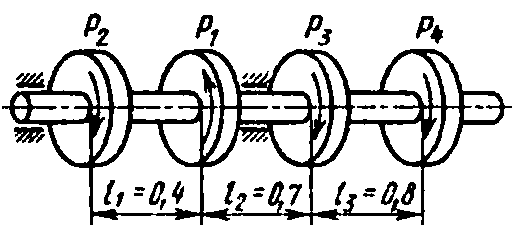 P₂ P₁ P₃ P₄
l₁=0,4 l₂=0,7 l₃=0,8